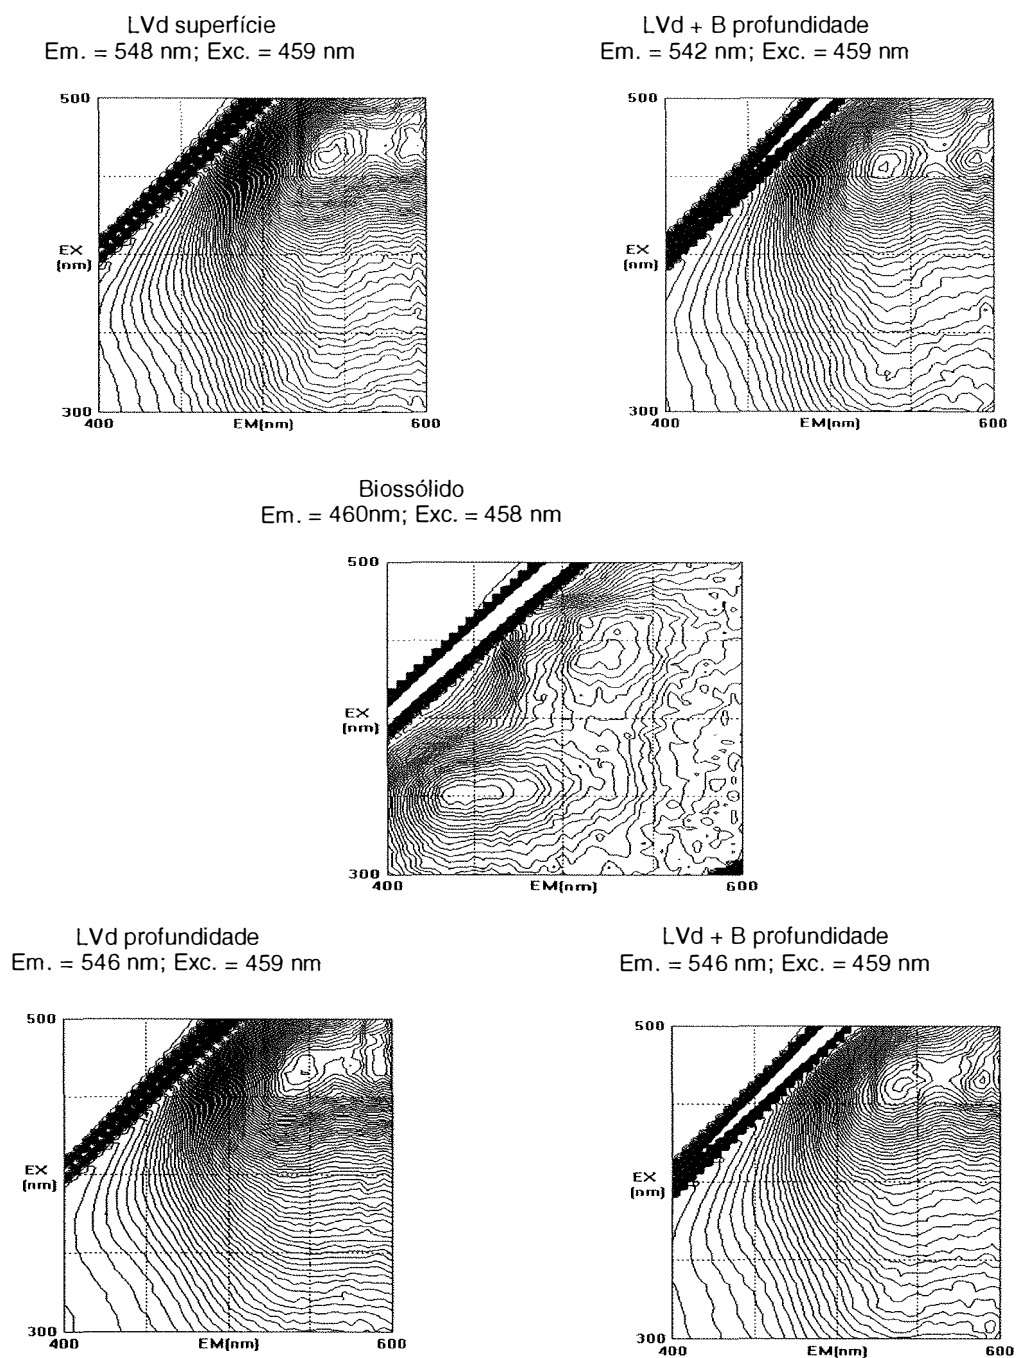 LVd superfície
Em. = 548 nm; Exc. = 459 nm
500
EX
(nm)
300
400
EM(nm)
600
LVd + B profundidade
Em. = 542 nm; Exc. = 459 nm
500
EX
(nm)
300
400
EM(nm)
600
Biossólido
Em. = 460nm; Exc. = 458 nm
500
EX
(nm)
300
400
EM(nm)
600
LVd profundidade
Em. = 546 nm; Exc. = 459 nm
500
EX
(nm)
300
400
EM(nm)
600
LVd + B profundidade
Em. = 546 nm; Exc. = 459 nm
500
EX
(nm)
300
400
EM(nm)
600